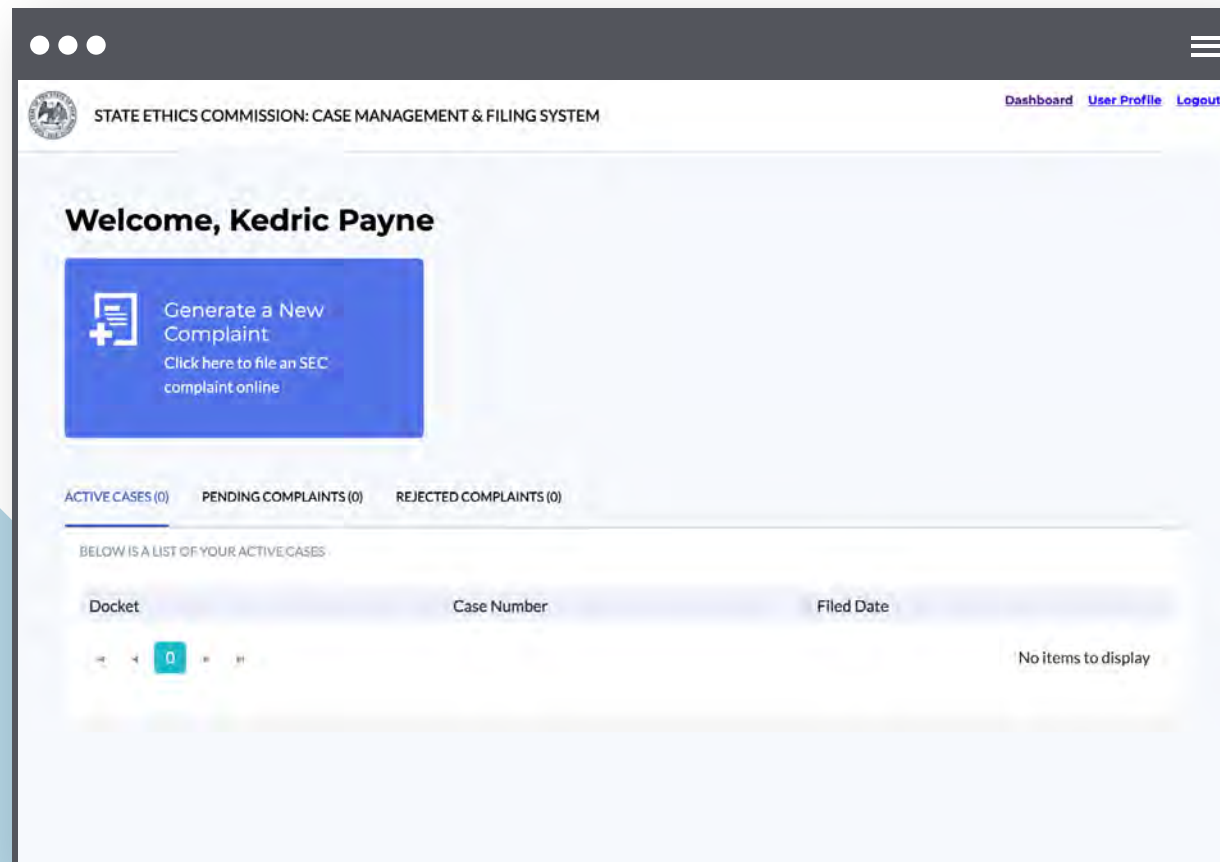 STATE ETHICS COMMISSION: CASE MANAGEMENT & FILING SYSTEM
Dashboard User Profile Logout
Welcome, Kedric Payne
Generate a New
Complaint
Click here to file an SEC
complaint online
ACTIVE CASES (0) PENDING COMPLAINTS (0) REJECTED COMPLAINTS (0)
BELOW IS A LIST OF YOUR ACTIVE CASES
Docket Case Number Filed Date
0 No items to display